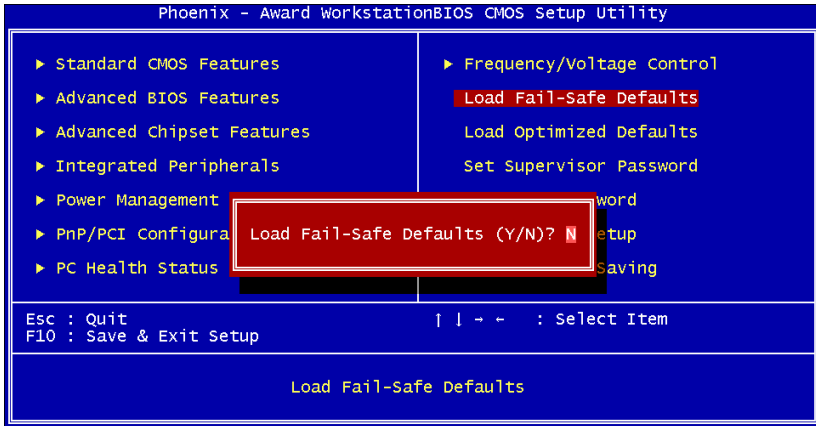 Phoenix - Award WorkstationBIOS CMOS Setup Utility
▶ Standard CMOS Features
▶ Advanced BIOS Features
▶ Advanced Chipset Features
▶ Integrated Peripherals
▶ Power Management
▶ PnP/PCI Configura
▶ PC Health Status
▶ Frequency/Voltage Control
Load Fail-Safe Defaults
Load Optimized Defaults
Set Supervisor Password
word
etup
Saving
Load Fail-Safe Defaults (Y/N)? N
Esc : Quit
F10 : Save & Exit Setup
↑ ↓ → ← : Select Item
Load Fail-Safe Defaults